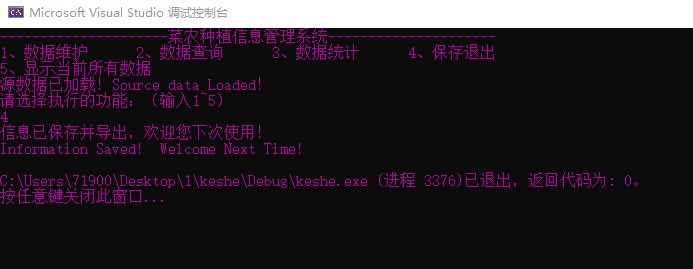 Microsoft Visual Studio 调试控制台
---------------------菜农种植信息管理系统---------------------
1、数据维护 2、数据查询 3、数据统计 4、保存退出
5、显示当前所有数据
源数据已加载! Source data Loaded!
请选择执行的功能: (输入1~5)
4
信息已保存并导出，欢迎您下次使用!
Information Saved! Welcome Next Time!
C:\Users\71900\Desktop\1\keshe\Debug\keshe.exe (进程 3376)已退出，返回代码为: 0。
按任意键关闭此窗口...